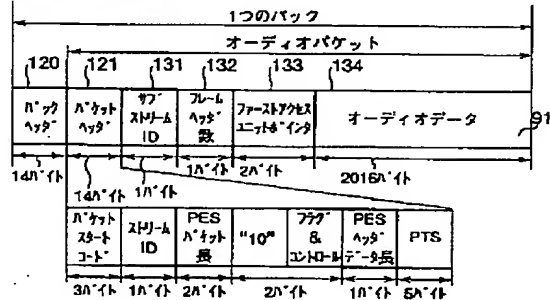 1つのパック
オーディオパケット
120 121 131 132 133 134
パックヘッダ
パケットヘッダ
サブストリームID
フレームヘッダ数
ファーストアクセスユニットポインタ
オーディオデータ
91
14バイト
14バイト
1バイト
1バイト
2バイト
2016バイト
パケットスタートコード
ストリームID
PESパケット長
"10"
フラグ&コントロール
PESヘッダデータ長
PTS
3バイト
1バイト
2バイト
2バイト
1バイト
5バイト